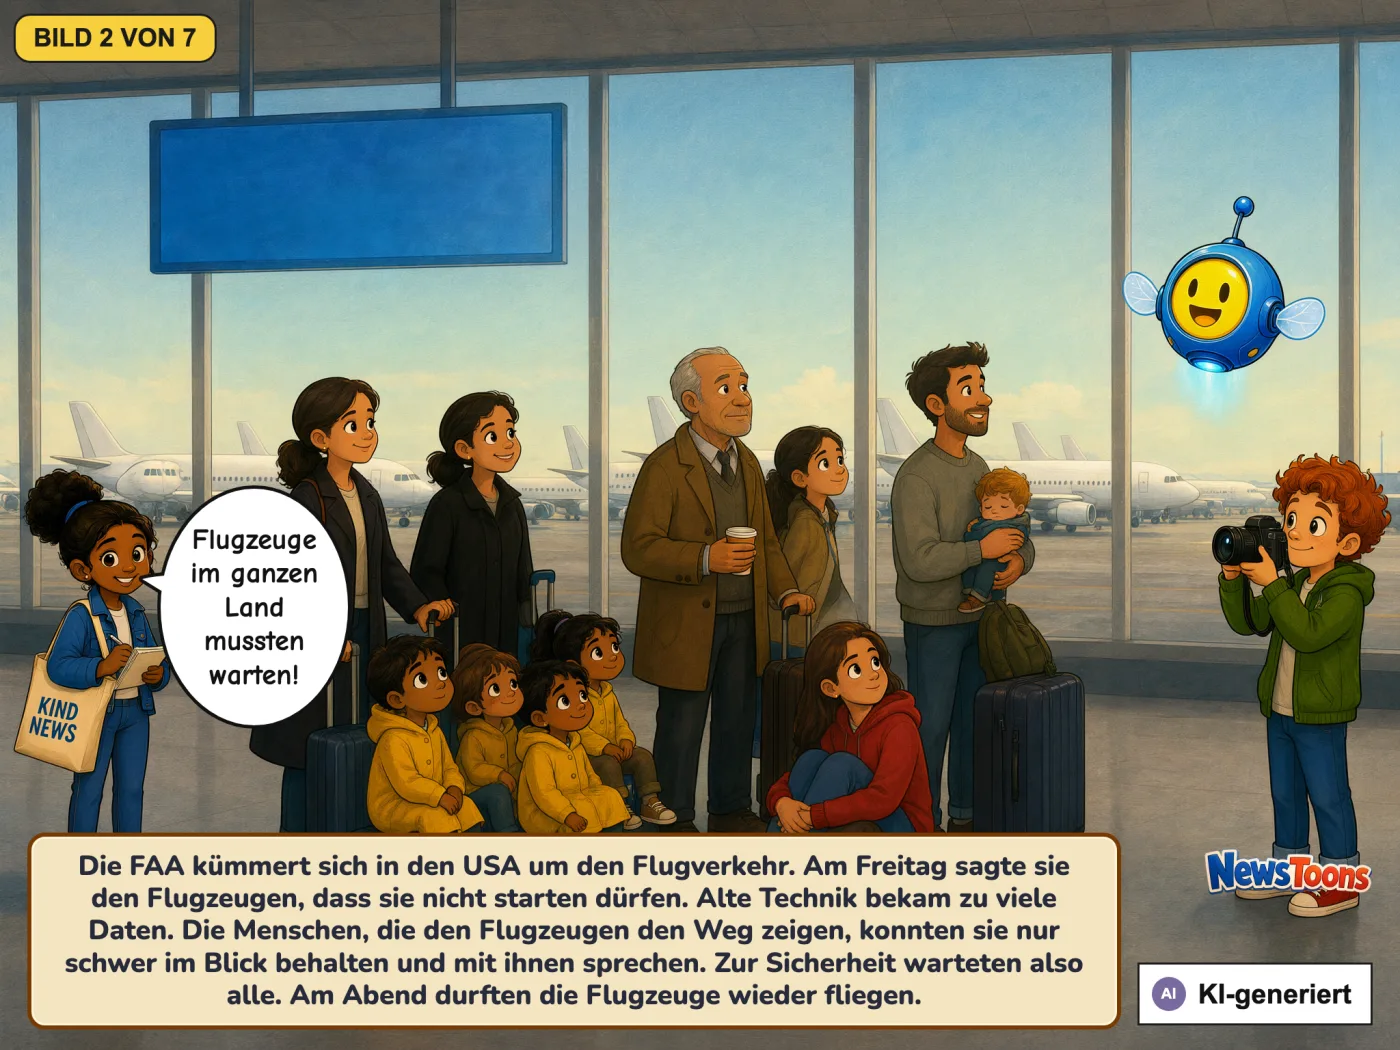 BILD 2 VON 7
Flugzeuge
im ganzen
Land
mussten
warten!
KIND
NEWS
Die FAA kümmert sich in den USA um den Flugverkehr. Am Freitag sagte sie
den Flugzeugen, dass sie nicht starten dürfen. Alte Technik bekam zu viele
Daten. Die Menschen, die den Flugzeugen den Weg zeigen, konnten sie nur
schwer im Blick behalten und mit ihnen sprechen. Zur Sicherheit warteten also
alle. Am Abend durften die Flugzeuge wieder fliegen.
NewsToons
AI KI-generiert